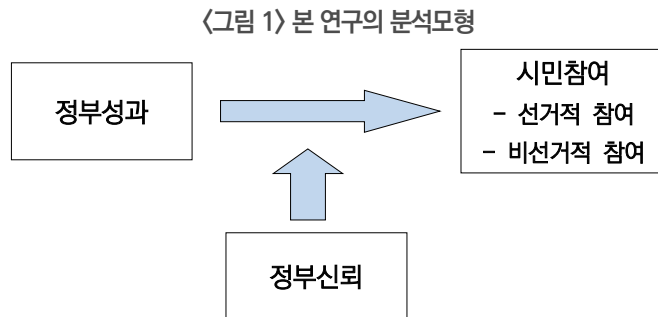 〈그림 1〉 본 연구의 분석모형
정부성과
시민참여
- 선거적 참여
- 비선거적 참여
정부신뢰